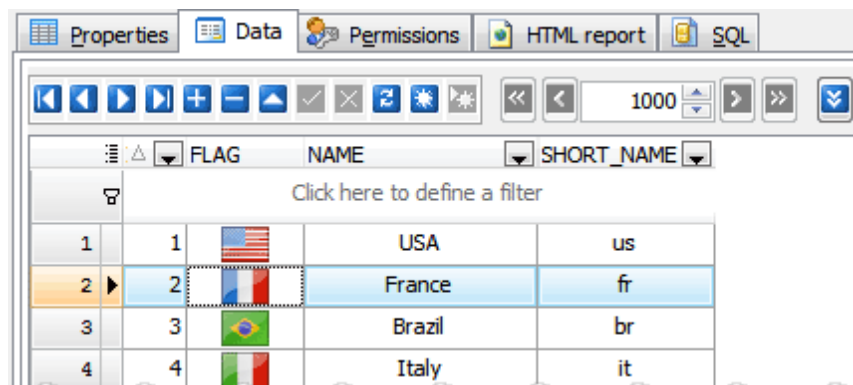 Properties Data Permissions HTML report SQL
1000
FLAG NAME SHORT_NAME
Click here to define a filter
1 1 USA us
2 2 France fr
3 3 Brazil br
4 4 Italy it